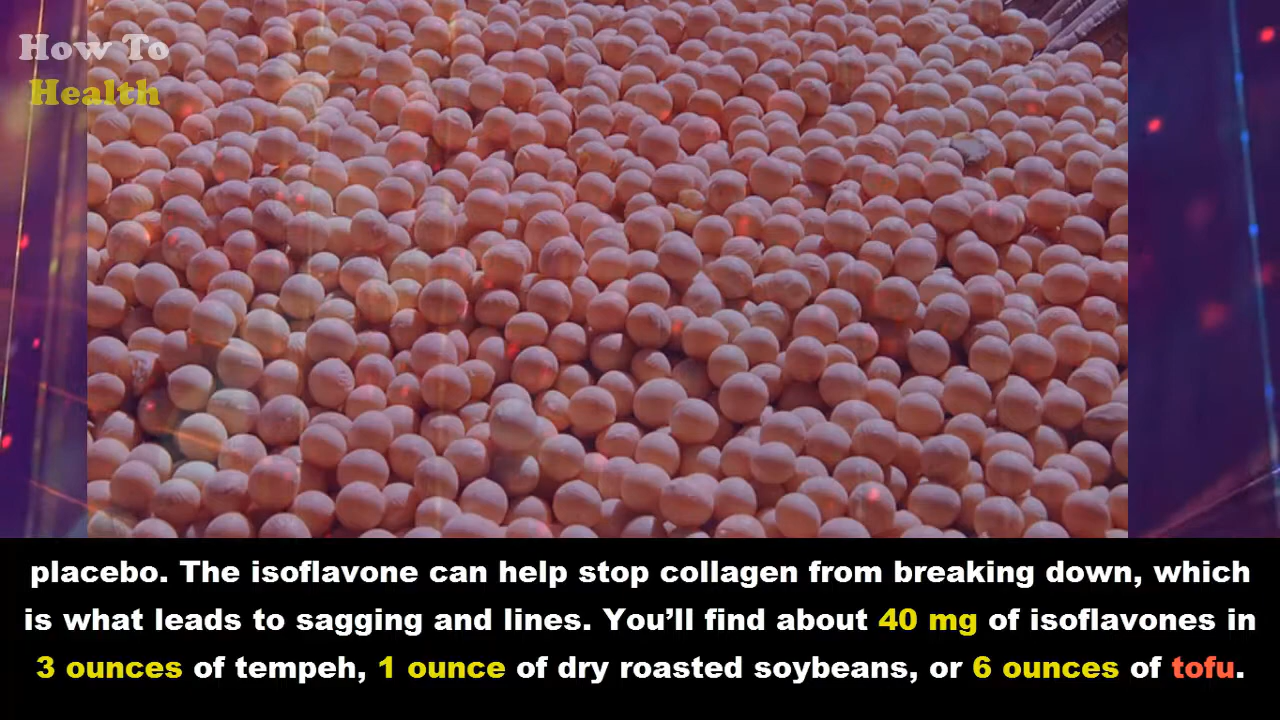 How To
Health
placebo. The isoflavone can help stop collagen from breaking down, which
is what leads to sagging and lines. You’ll find about 40 mg of isoflavones in
3 ounces of tempeh, 1 ounce of dry roasted soybeans, or 6 ounces of tofu.